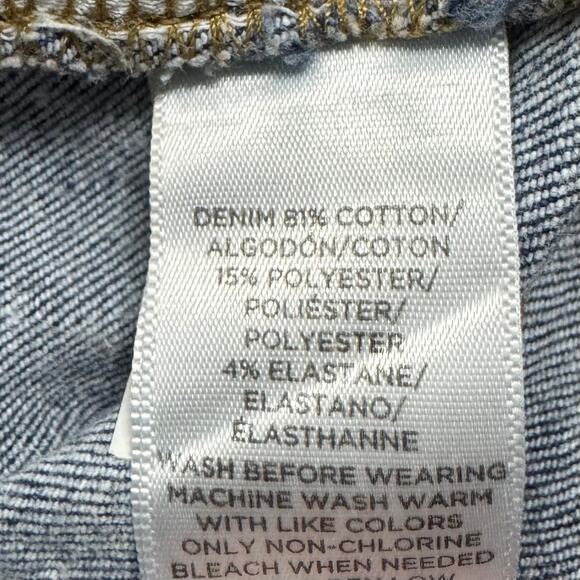 DENIM 81% COTTON/
ALGODÓN/COTON
15% POLYESTER/
POLIÉSTER/
POLYESTER
4% ELASTANE/
ELASTANO/
ÉLASTHANNE
WASH BEFORE WEARING
MACHINE WASH WARM
WITH LIKE COLORS
ONLY NON-CHLORINE
BLEACH WHEN NEEDED